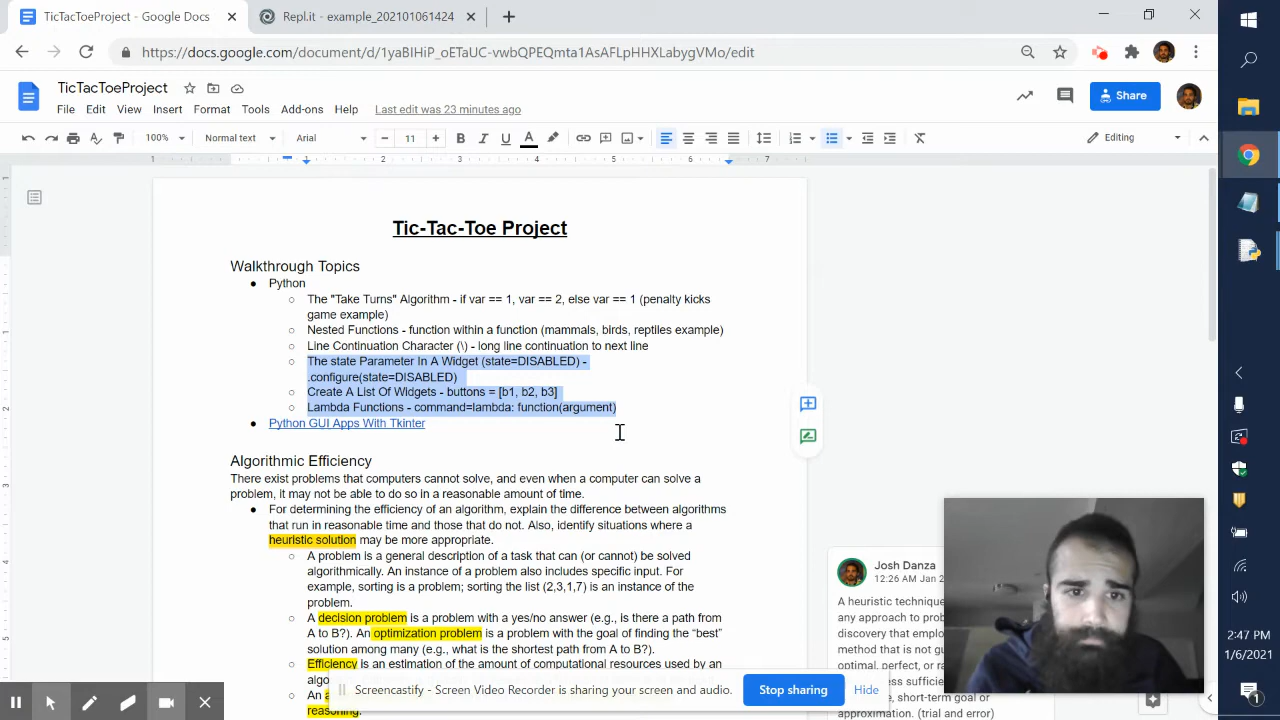 TicTacToeProject - Google Docs
Repl.it - example_202101061424
docs.google.com/document/d/
TicTacToeProject
File Edit View Insert Format Tools Add-ons Help Last edit was 23 minutes ago
Share
100% Normal text Arial 11 Editing
1 1 2 3 4 5 6 7
Tic-Tac-Toe Project
Walkthrough Topics
● Python
○ The "Take Turns" Algorithm - if var == 1, var == 2, else var == 1 (penalty kicks
game example)
○ Nested Functions - function within a function (mammals, birds, reptiles example)
○ Line Continuation Character (\) - long line continuation to next line
○ The state Parameter In A Widget (state=DISABLED) -
.configure(state=DISABLED)
○ Create A List Of Widgets - buttons = [b1, b2, b3]
○ Lambda Functions - command=lambda: function(argument)
● Python GUI Apps With Tkinter
Algorithmic Efficiency
There exist problems that computers cannot solve, and even when a computer can solve a
problem, it may not be able to do so in a reasonable amount of time.
● For determining the efficiency of an algorithm, explain the difference between algorithms
that run in reasonable time and those that do not. Also, identify situations where a
heuristic solution may be more appropriate.
○ A problem is a general description of a task that can (or cannot) be solved
algorithmically. An instance of a problem also includes specific input. For
example, sorting is a problem; sorting the list (2,3,1,7) is an instance of the
problem.
○ A decision problem is a problem with a yes/no answer (e.g., is there a path from
A to B?). An optimization problem is a problem with the goal of finding the “best”
solution among many (e.g., what is the shortest path from A to B?).
○ Efficiency is an estimation of the amount of computational resources used by an
○ An
reasoning.
Josh Danza
12:26 AM Jan 2
A heuristic technique
any approach to
discovery that
method that is not
optimal, perfect, or
short-term goal or
approximation. (trial and error)
Screencastify - Screen Video Recorder is sharing your screen and audio.
Stop sharing
Hide
2:47 PM
1/6/2021
1